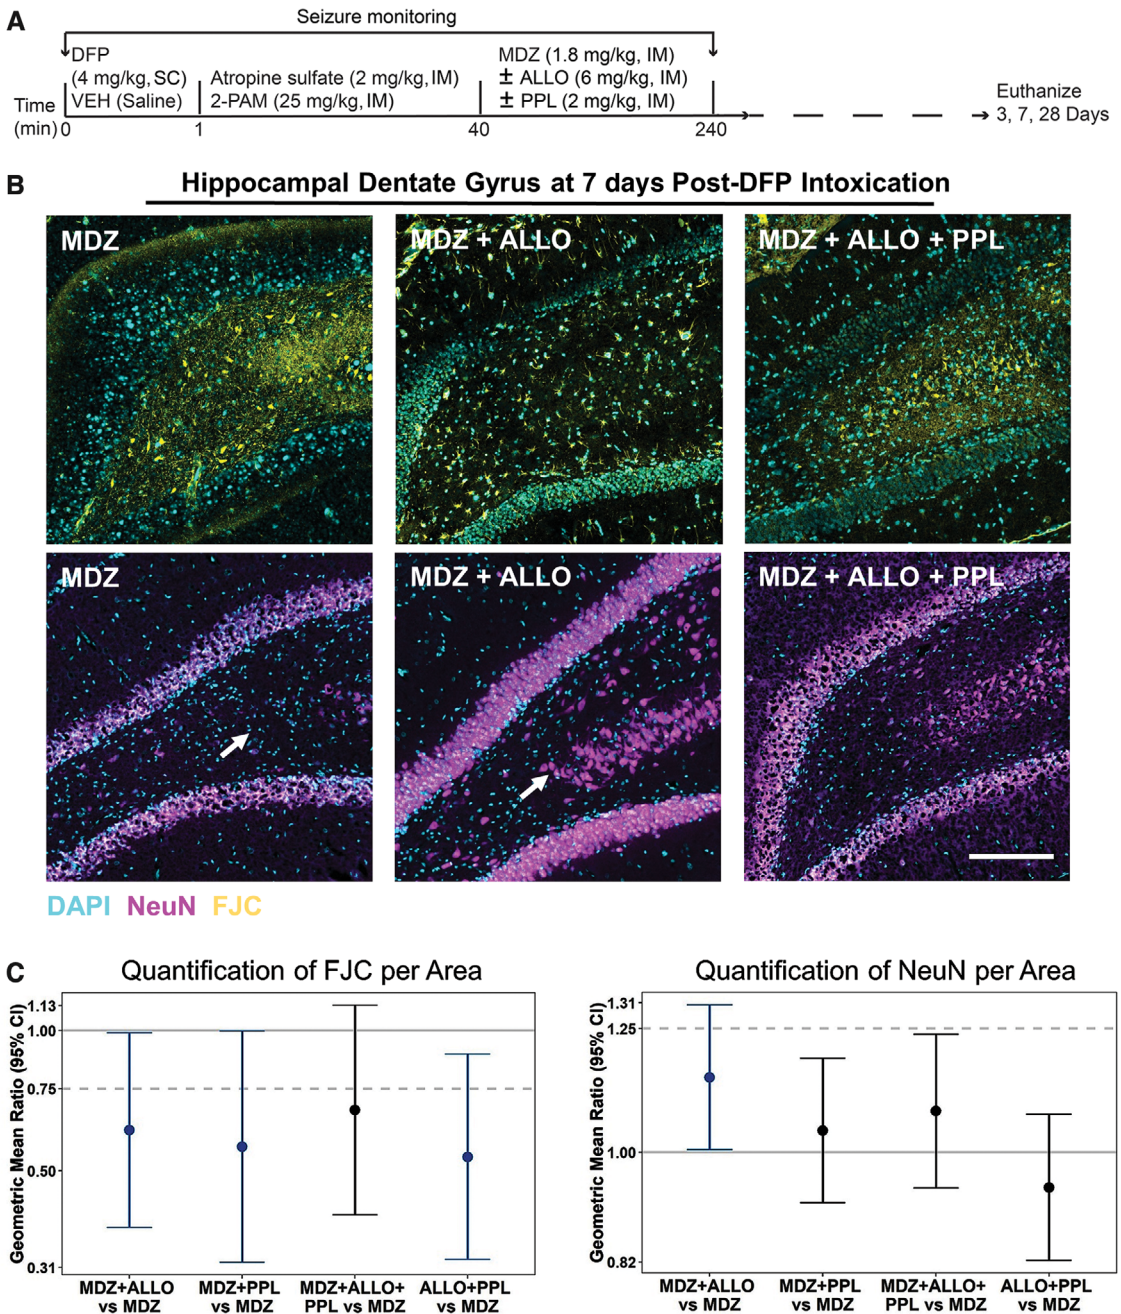 A
Seizure monitoring
DFP
(4 mg/kg, SC)
VEH (Saline)
Atropine sulfate (2 mg/kg, IM)
2-PAM (25 mg/kg, IM)
MDZ (1.8 mg/kg, IM)
± ALLO (6 mg/kg, IM)
± PPL (2 mg/kg, IM)
Time
(min)
0
1
40
240
Euthanize
3, 7, 28 Days
B
Hippocampal Dentate Gyrus at 7 days Post-DFP Intoxication
MDZ
MDZ + ALLO
MDZ + ALLO + PPL
MDZ
MDZ + ALLO
MDZ + ALLO + PPL
DAPI NeuN FJC
C
Quantification of FJC per Area
Geometric Mean Ratio (95% CI)
1.13
1.00
0.75
0.50
0.31
MDZ+ALLO
vs MDZ
MDZ+PPL
vs MDZ
MDZ+ALLO+
PPL vs MDZ
ALLO+PPL
vs MDZ
Quantification of NeuN per Area
Geometric Mean Ratio (95% CI)
1.31
1.25
1.00
0.82
MDZ+ALLO
vs MDZ
MDZ+PPL
vs MDZ
MDZ+ALLO+
PPL vs MDZ
ALLO+PPL
vs MDZ